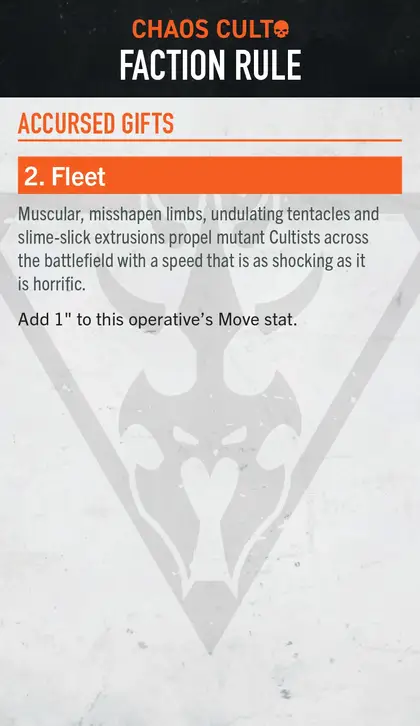 CHAOS CULT
FACTION RULE
ACCURSED GIFTS
2. Fleet
Muscular, misshapen limbs, undulating tentacles and
slime-slick extrusions propel mutant Cultists across
the battlefield with a speed that is as shocking as it
is horrific.
Add 1" to this operative’s Move stat.